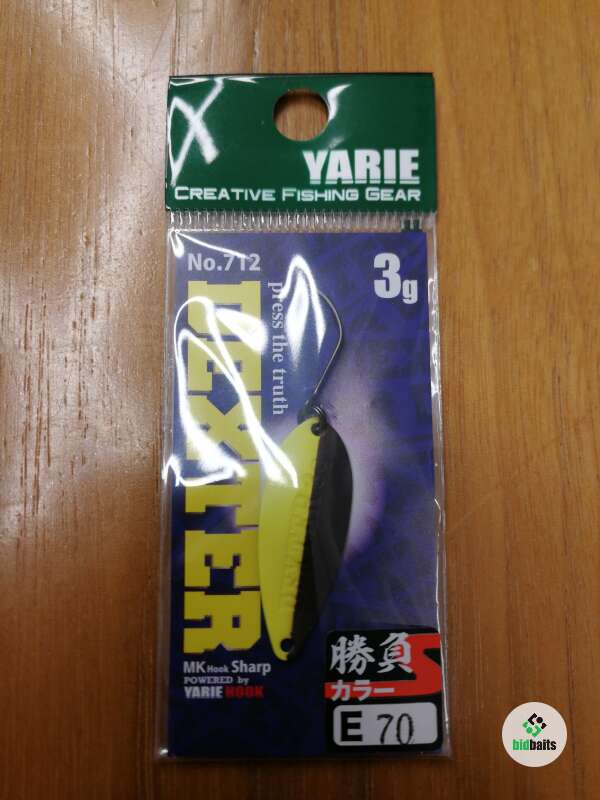 YARIE
CREATIVE FISHING GEAR
No.712
3g
DEXTER
press the truth
MK Hook Sharp
POWERED by
YARIE HOOK
勝負S
カラー
E 70
bidbaits